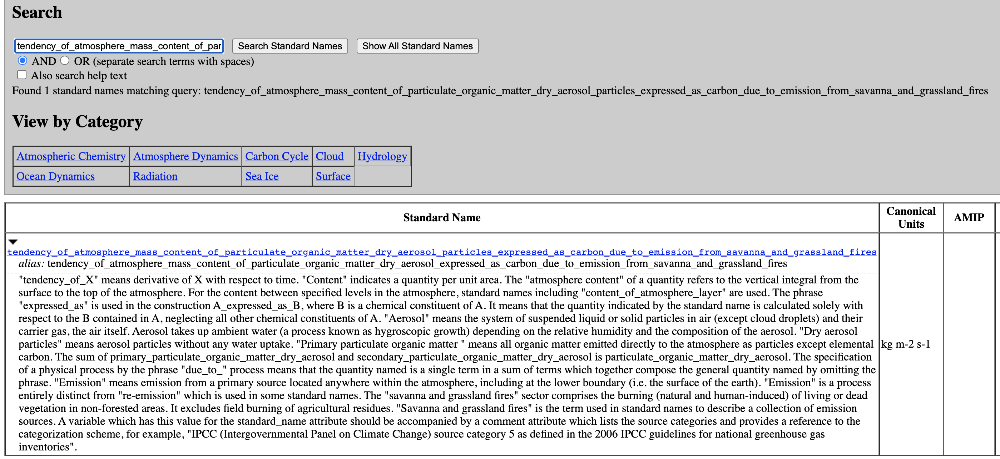 Search
tendency_of_atmosphere_mass_content_of_par
Search Standard Names
Show All Standard Names
AND OR (separate search terms with spaces)
Also search help text
Found 1 standard names matching query: tendency_of_atmosphere_mass_content_of_particulate_organic_matter_dry_aerosol_particles_expressed_as_carbon_due_to_emission_from_savanna_and_grassland_fires
View by Category
Atmospheric Chemistry Atmosphere Dynamics Carbon Cycle Cloud Hydrology
Ocean Dynamics Radiation Sea Ice Surface
Standard Name
Canonical
Units
AMIP
tendency_of_atmosphere_mass_content_of_particulate_organic_matter_dry_aerosol_particles_expressed_as_carbon_due_to_emission_from_savanna_and_grassland_fires
alias: tendency_of_atmosphere_mass_content_of_particulate_organic_matter_dry_aerosol_expressed_as_carbon_due_to_emission_from_savanna_and_grassland_fires
"tendency_of_X" means derivative of X with respect to time. "Content" indicates a quantity per unit area. The "atmosphere content" of a quantity refers to the vertical integral from the
surface to the top of the atmosphere. For the content between specified levels in the atmosphere, standard names including "content_of_atmosphere_layer" are used. The phrase
"expressed_as" is used in the construction A_expressed_as_B, where B is a chemical constituent of A. It means that the quantity indicated by the standard name is calculated solely with
respect to the B contained in A, neglecting all other chemical constituents of A. "Aerosol" means the system of suspended liquid or solid particles in air (except cloud droplets) and their
carrier gas, the air itself. Aerosol takes up ambient water (a process known as hygroscopic growth) depending on the relative humidity and the composition of the aerosol. "Dry aerosol
particles" means aerosol particles without any water uptake. "Primary particulate organic matter " means all organic matter emitted directly to the atmosphere as particles except elemental
carbon. The sum of primary_particulate_organic_matter_dry_aerosol and secondary_particulate_organic_matter_dry_aerosol is particulate_organic_matter_dry_aerosol. The specification
of a physical process by the phrase "due_to_" process means that the quantity named is a single term in a sum of terms which together compose the general quantity named by omitting the
phrase. "Emission" means emission from a primary source located anywhere within the atmosphere, including at the lower boundary (i.e. the surface of the earth). "Emission" is a process
entirely distinct from "re-emission" which is used in some standard names. The "savanna and grassland fires" sector comprises the burning (natural and human-induced) of living or dead
vegetation in non-forested areas. It excludes field burning of agricultural residues. "Savanna and grassland fires" is the term used in standard names to describe a collection of emission
sources. A variable which has this value for the standard_name attribute should be accompanied by a comment attribute which lists the source categories and provides a reference to the
categorization scheme, for example, "IPCC (Intergovernmental Panel on Climate Change) source category 5 as defined in the 2006 IPCC guidelines for national greenhouse gas
inventories".
kg m-2 s-1